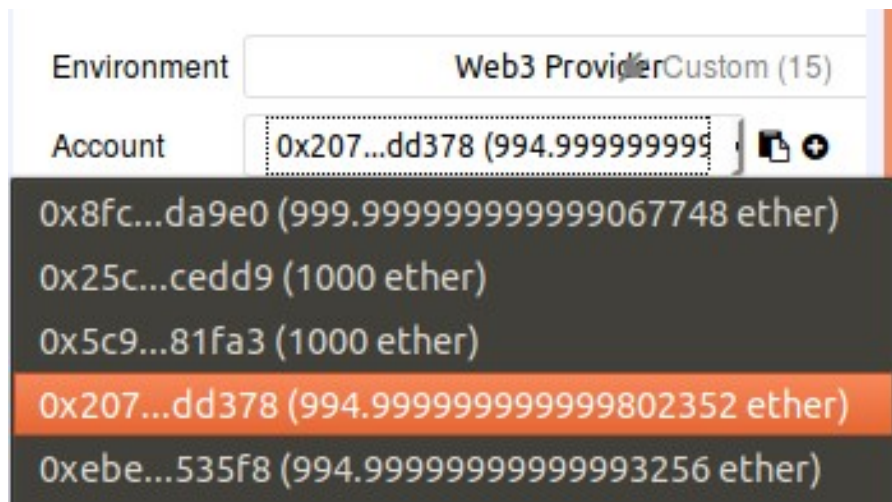 Environment Web3 Provider Custom (15)
Account 0x207...dd378 (994.999999999
0x8fc...da9e0 (999.999999999999067748 ether)
0x25c...cedd9 (1000 ether)
0x5c9...81fa3 (1000 ether)
0x207...dd378 (994.999999999999802352 ether)
0xebe...535f8 (994.99999999999993256 ether)